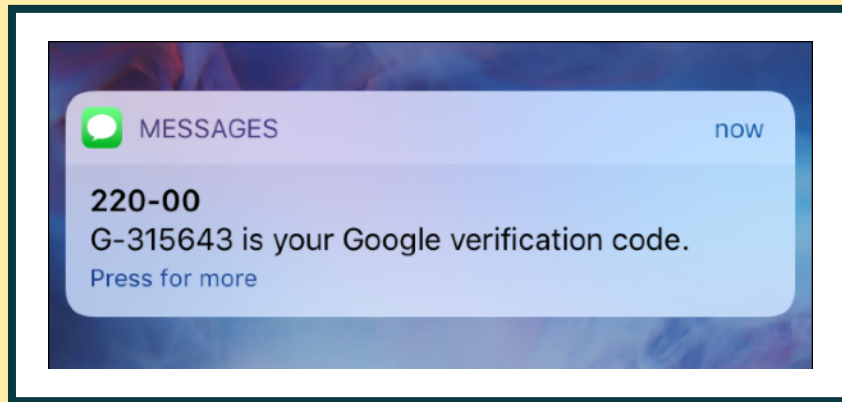 MESSAGES now
220-00
G-315643 is your Google verification code.
Press for more